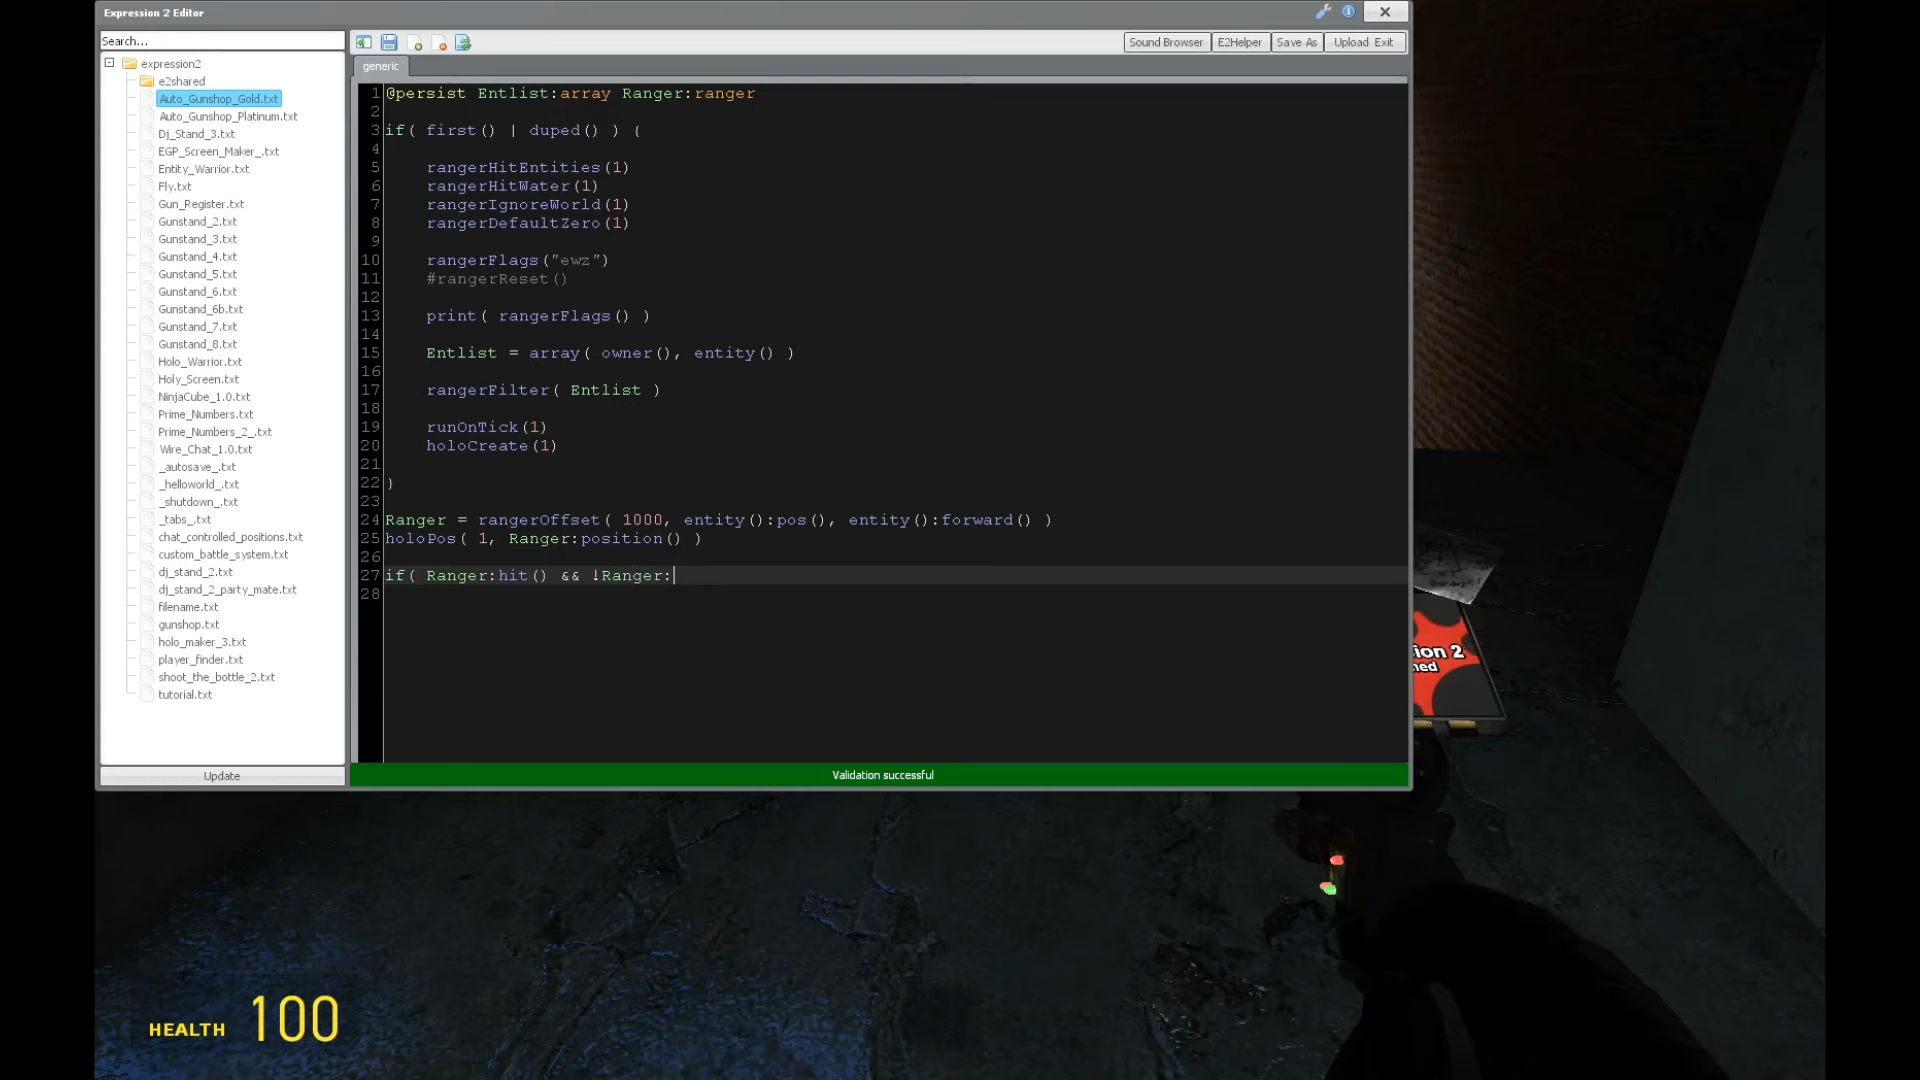 Expression 2 Editor
Search...
Sound Browser E2Helper Save As Upload Exit
expression2
e2shared
Auto_Gunshop_Gold.txt
Auto_Gunshop_Platinum.txt
Dj_Stand_3.txt
EGP_Screen_Maker_.txt
Entity_Warrior.txt
Fly.txt
Gun_Register.txt
Gunstand_2.txt
Gunstand_3.txt
Gunstand_4.txt
Gunstand_5.txt
Gunstand_6.txt
Gunstand_6b.txt
Gunstand_7.txt
Gunstand_8.txt
Holo_Warrior.txt
Holy_Screen.txt
NinjaCube_1.0.txt
Prime_Numbers.txt
Prime_Numbers_2_.txt
Wire_Chat_1.0.txt
_autosave_.txt
_helloworld_.txt
_shutdown_.txt
_tabs_.txt
chat_controlled_positions.txt
custom_battle_system.txt
dj_stand_2.txt
dj_stand_2_party_mate.txt
filename.txt
gunshop.txt
holo_maker_3.txt
player_finder.txt
shoot_the_bottle_2.txt
tutorial.txt
Update
generic
1 @persist Entlist:array Ranger:ranger
2
3 if( first() | duped() ) {
4
5 rangerHitEntities(1)
6 rangerHitWater(1)
7 rangerIgnoreWorld(1)
8 rangerDefaultZero(1)
9
10 rangerFlags("ewz")
11 #rangerReset()
12
13 print( rangerFlags() )
14
15 Entlist = array( owner(), entity() )
16
17 rangerFilter( Entlist )
18
19 runOnTick(1)
20 holoCreate(1)
21
22 }
23
24 Ranger = rangerOffset( 1000, entity():pos(), entity():forward() )
25 holoPos( 1, Ranger:position() )
26
27 if( Ranger:hit() && !Ranger:
28
Validation successful
ion 2
ned
HEALTH 100